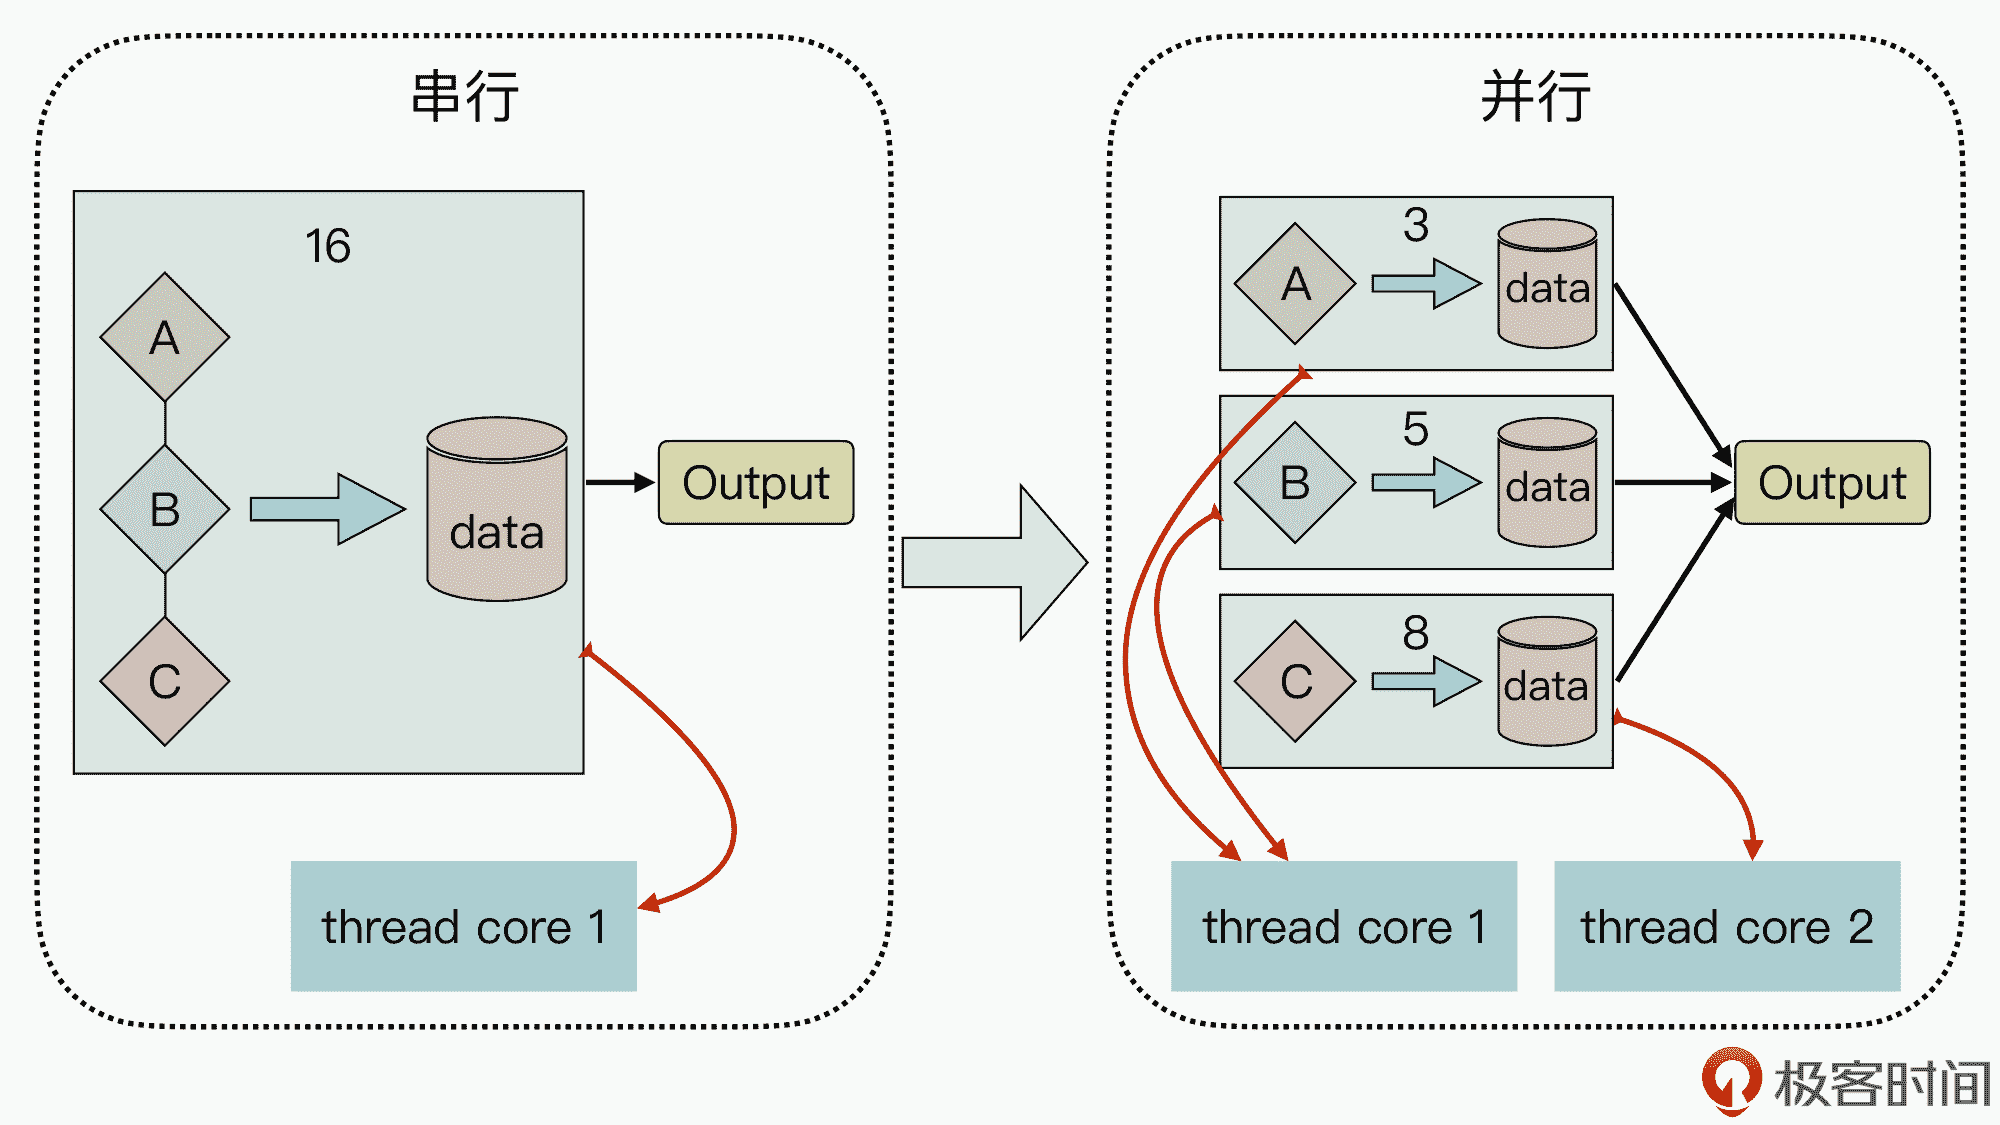 串行
16
A
B
C
data
Output
thread core 1
并行
3
A
data
5
B
data
8
C
data
Output
thread core 1
thread core 2
极客时间